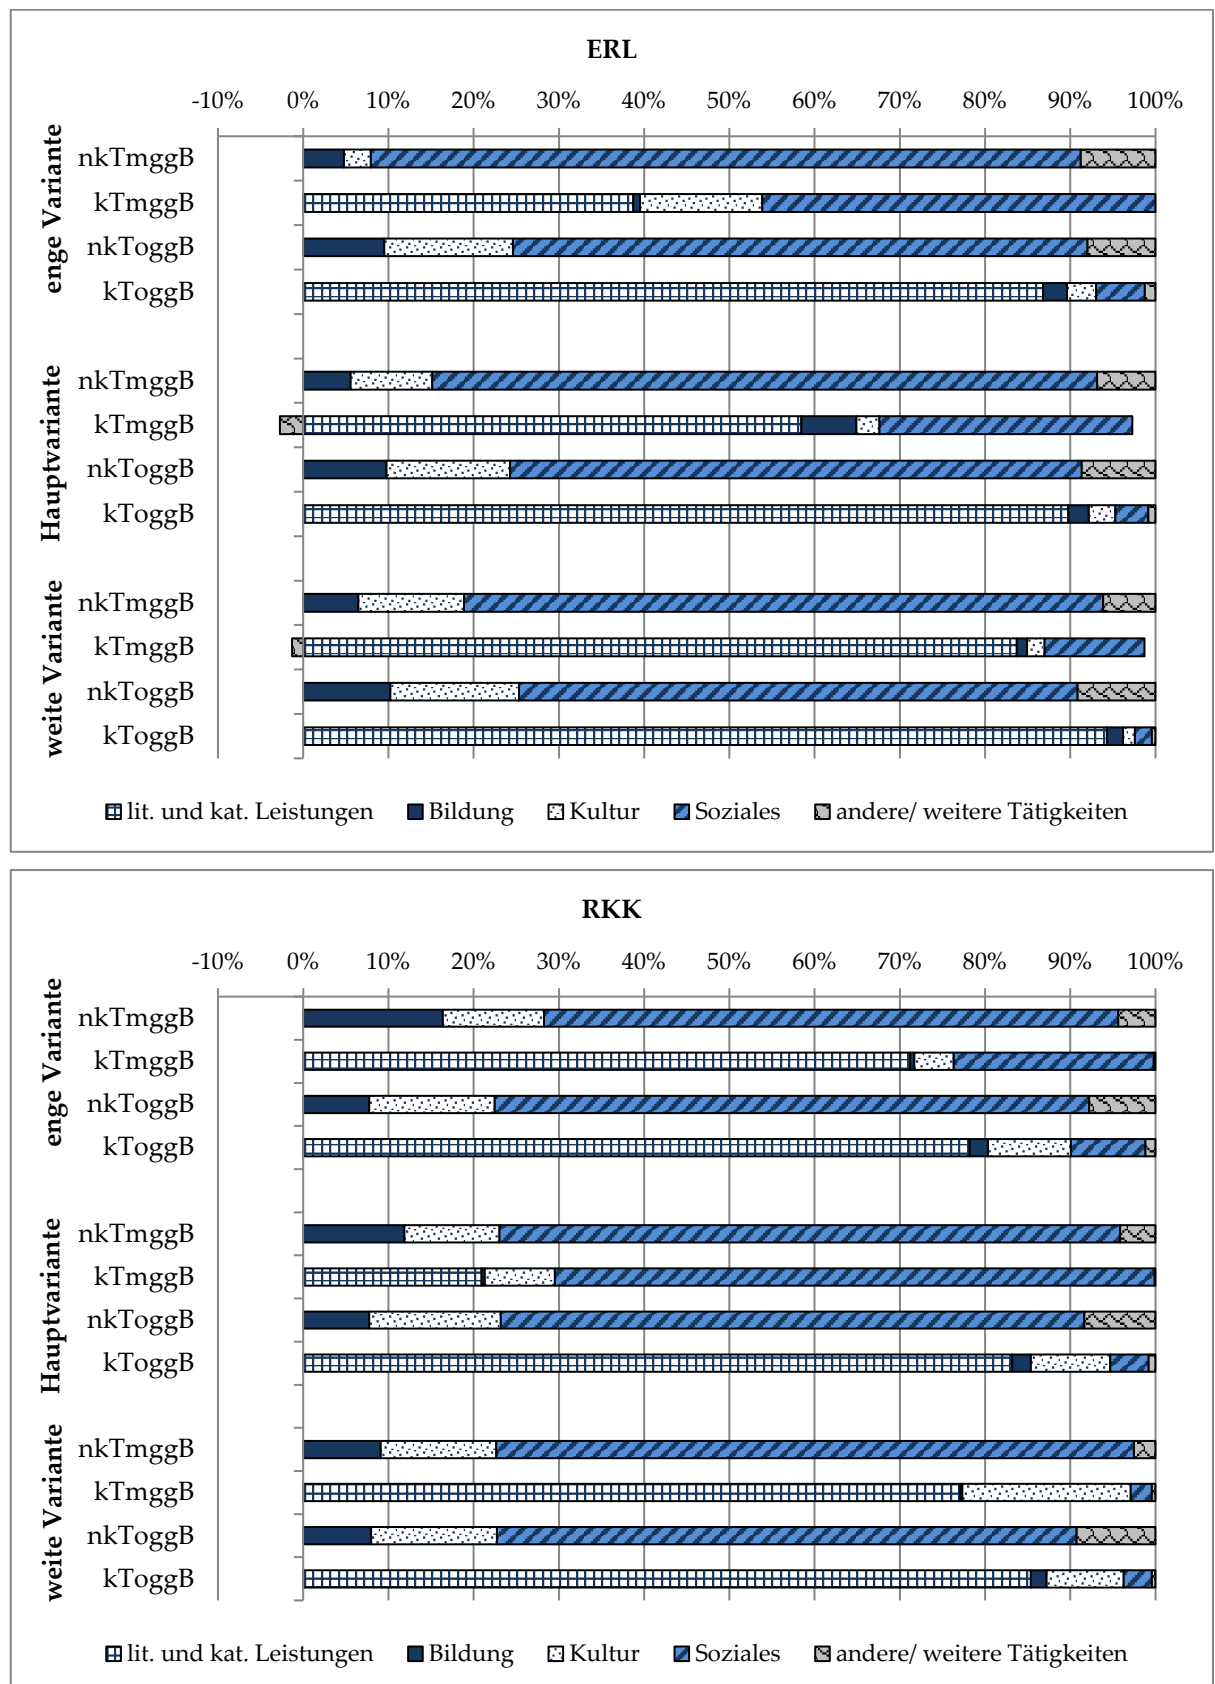 ERL
-10% 0% 10% 20% 30% 40% 50% 60% 70% 80% 90% 100%
enge Variante
nkTmggB
kTmggB
nkToggB
kToggB
Hauptvariante
nkTmggB
kTmggB
nkToggB
kToggB
weite Variante
nkTmggB
kTmggB
nkToggB
kToggB
lit. und kat. Leistungen Bildung Kultur Soziales andere/ weitere Tätigkeiten
RKK
-10% 0% 10% 20% 30% 40% 50% 60% 70% 80% 90% 100%
enge Variante
nkTmggB
kTmggB
nkToggB
kToggB
Hauptvariante
nkTmggB
kTmggB
nkToggB
kToggB
weite Variante
nkTmggB
kTmggB
nkToggB
kToggB
lit. und kat. Leistungen Bildung Kultur Soziales andere/ weitere Tätigkeiten